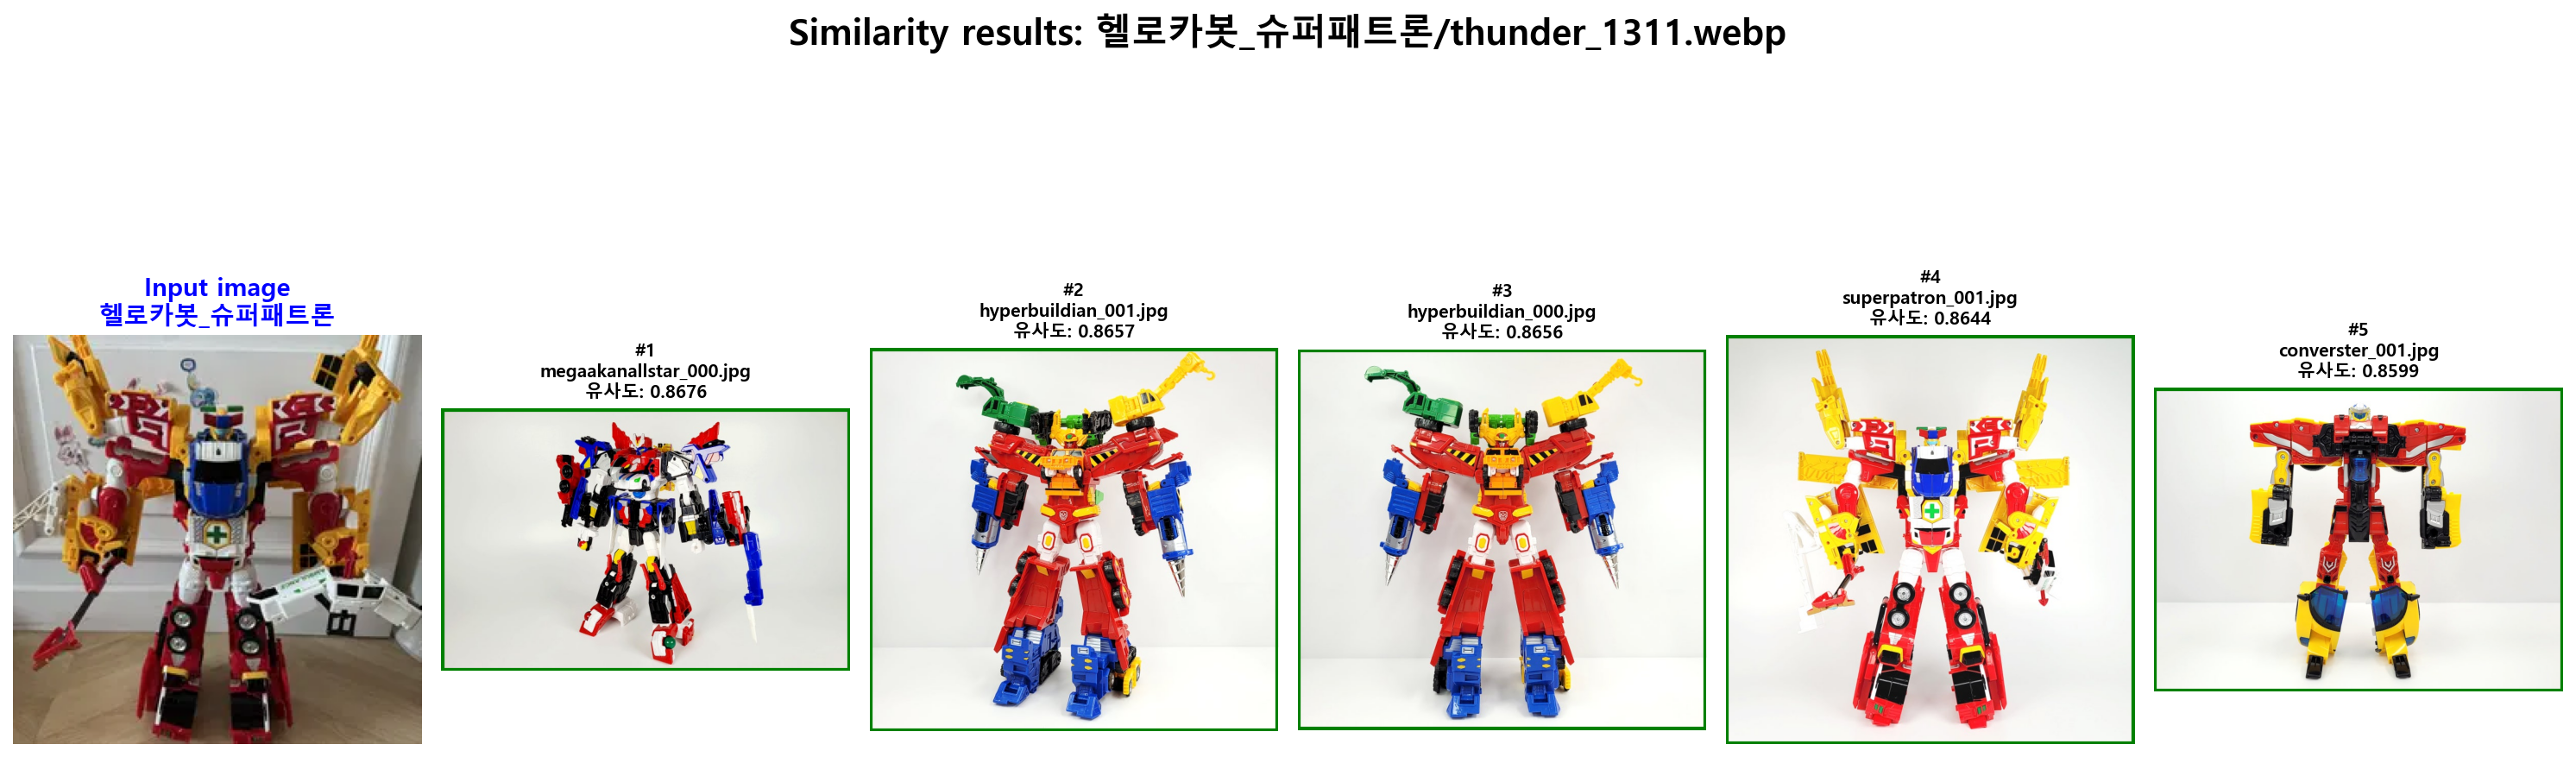 Similarity results: 헬로카봇_슈퍼패트론/thunder_1311.webp
Input image
헬로카봇_슈퍼패트론
#1
megaakanallstar_000.jpg
유사도: 0.8676
#2
hyperbuildian_001.jpg
유사도: 0.8657
#3
hyperbuildian_000.jpg
유사도: 0.8656
#4
superpatron_001.jpg
유사도: 0.8644
#5
converster_001.jpg
유사도: 0.8599
AMBULANCE